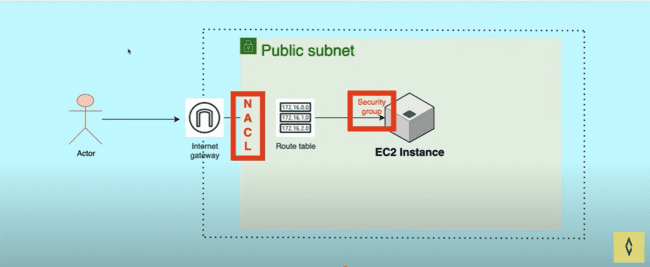 Public subnet
Actor
Internet
gateway
N
A
C
L
172.16.0.0
172.16.1.0
172.16.2.0
Route table
Security
group
EC2 Instance